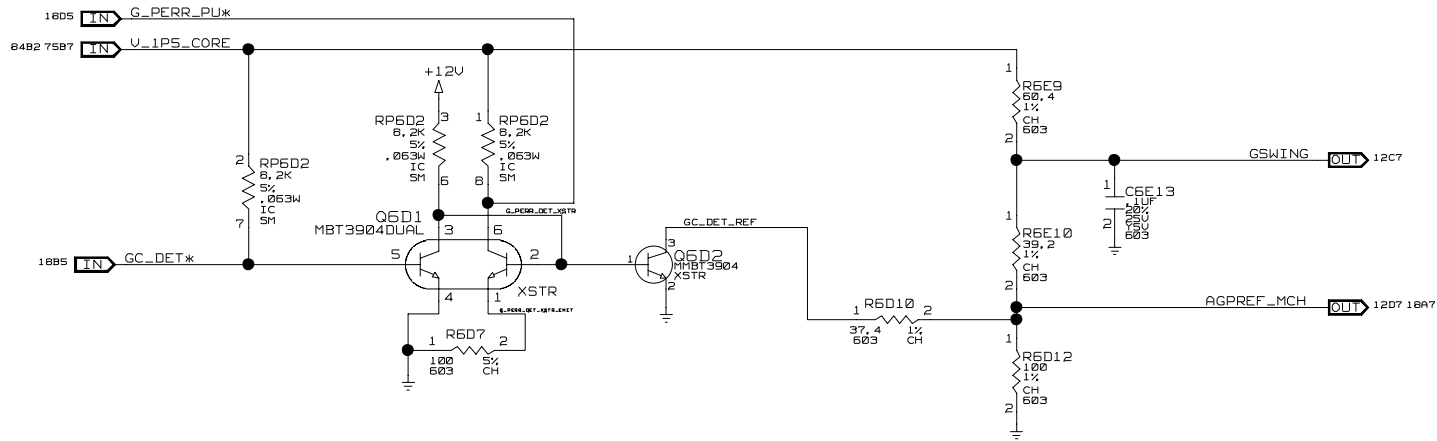 18D5 IN G_PERR_PU*
84B2 75B7 IN V_1P5_CORE
+12V
1
R6E9
60.4
1%
CH
603
2
RP6D2 3
8.2K
5%
.063W
IC
SM
6
1 RP6D2
8.2K
5%
.063W
IC
SM
8
2 RP6D2
8.2K
5%
.063W
IC
SM
7
GSWING OUT 12C7
1 C6E13
.1UF
20%
25V
Y5V
603
2
G_PERR_DET_XSTR
Q6D1
MBT3904DUAL
3 6
5 2
4 1
XSTR
GC_DET_REF
1
R6E10
39.2
1%
CH
603
2
18B5 IN GC_DET*
1 3
Q6D2
MMBT3904
XSTR
2
G_PERR_DET_XSTR_EMIT
R6D7
1 2
100 5%
603 CH
R6D10
1 2
37.4 1%
603 CH
AGPREF_MCH OUT 12D7 18A7
1
R6D12
100
1%
CH
603
2